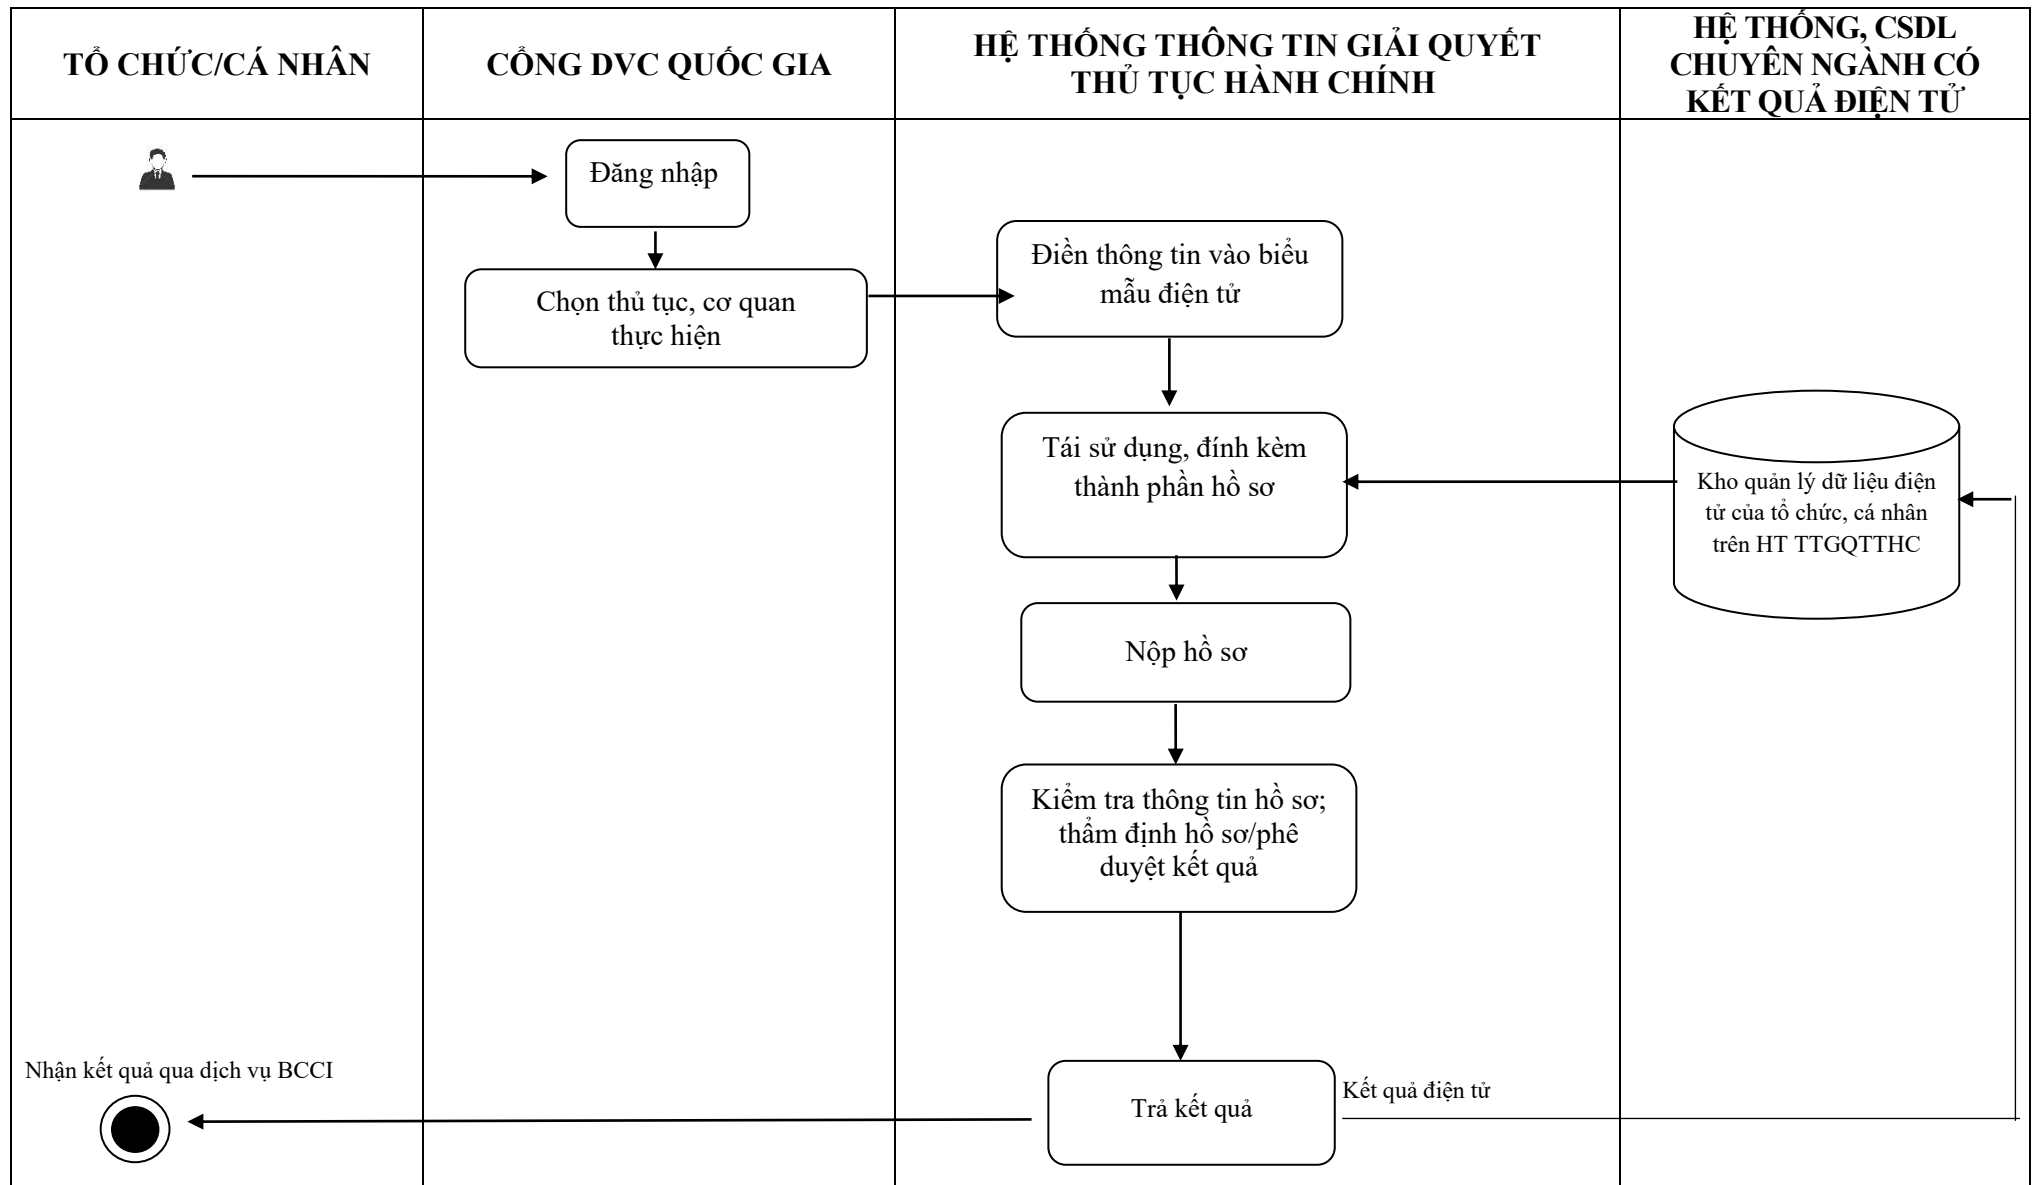 TỔ CHỨC/CÁ NHÂN
CỔNG DVC QUỐC GIA
HỆ THỐNG THÔNG TIN GIẢI QUYẾT
THỦ TỤC HÀNH CHÍNH
HỆ THỐNG, CSDL
CHUYÊN NGÀNH CÓ
KẾT QUẢ ĐIỆN TỬ
Đăng nhập
Chọn thủ tục, cơ quan
thực hiện
Điền thông tin vào biểu
mẫu điện tử
Tái sử dụng, đính kèm
thành phần hồ sơ
Kho quản lý dữ liệu điện
tử của tổ chức, cá nhân
trên HT TTGQTTHC
Nộp hồ sơ
Kiểm tra thông tin hồ sơ;
thẩm định hồ sơ/phê
duyệt kết quả
Nhận kết quả qua dịch vụ BCCI
Trả kết quả
Kết quả điện tử